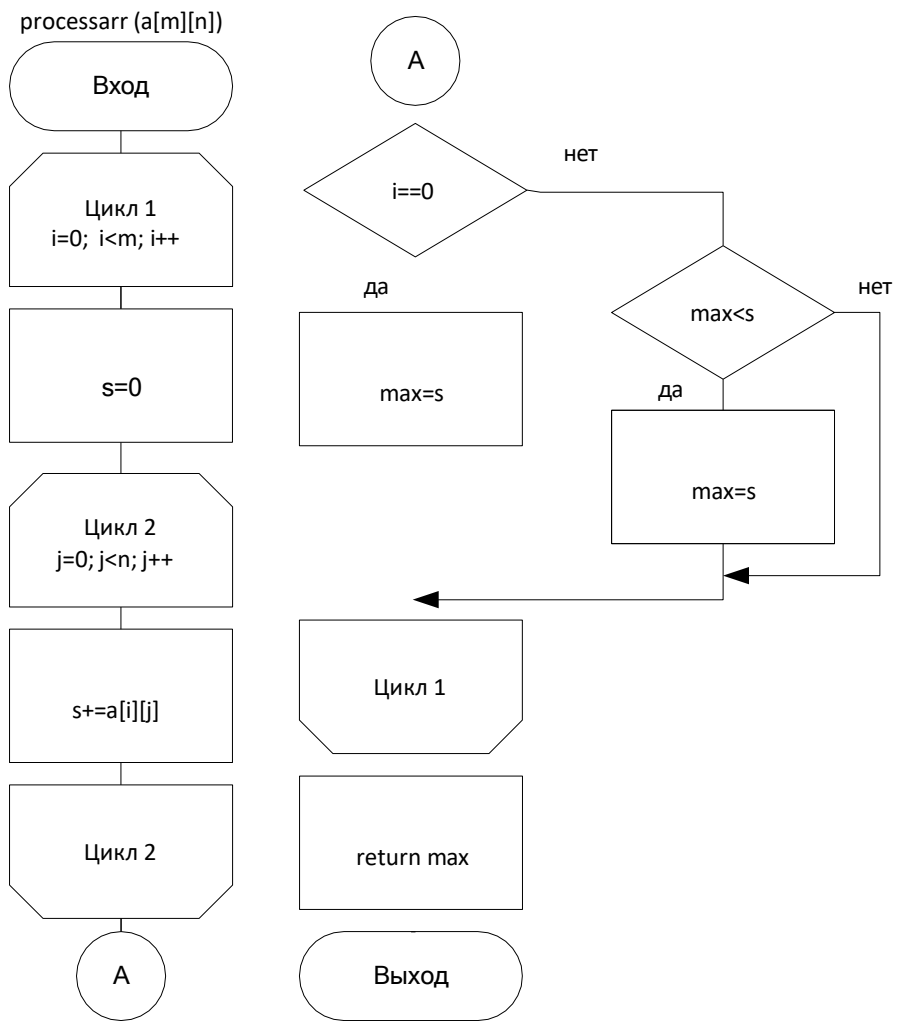 processarr (a[m][n])
Вход
Цикл 1
i=0; i<m; i++
s=0
Цикл 2
j=0; j<n; j++
s+=a[i][j]
Цикл 2
А
А
i==0
нет
да
max=s
max<s
нет
да
max=s
Цикл 1
return max
Выход